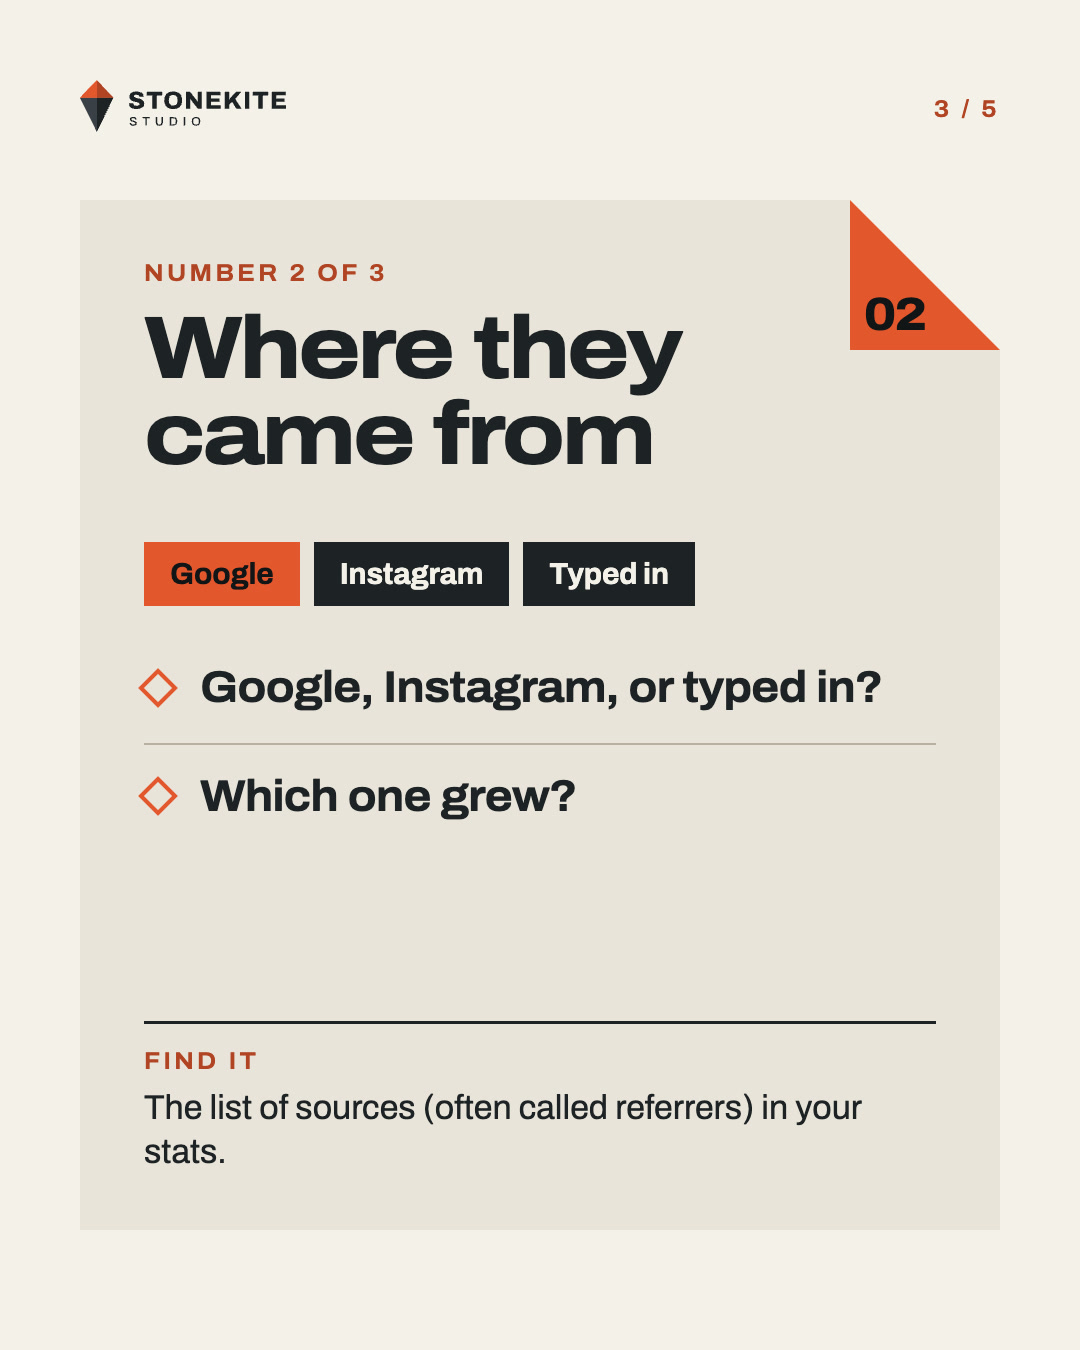 STONEKITE
STUDIO
3 / 5
NUMBER 2 OF 3
02
Where they
came from
Google
Instagram
Typed in
Google, Instagram, or typed in?
Which one grew?
FIND IT
The list of sources (often called referrers) in your
stats.